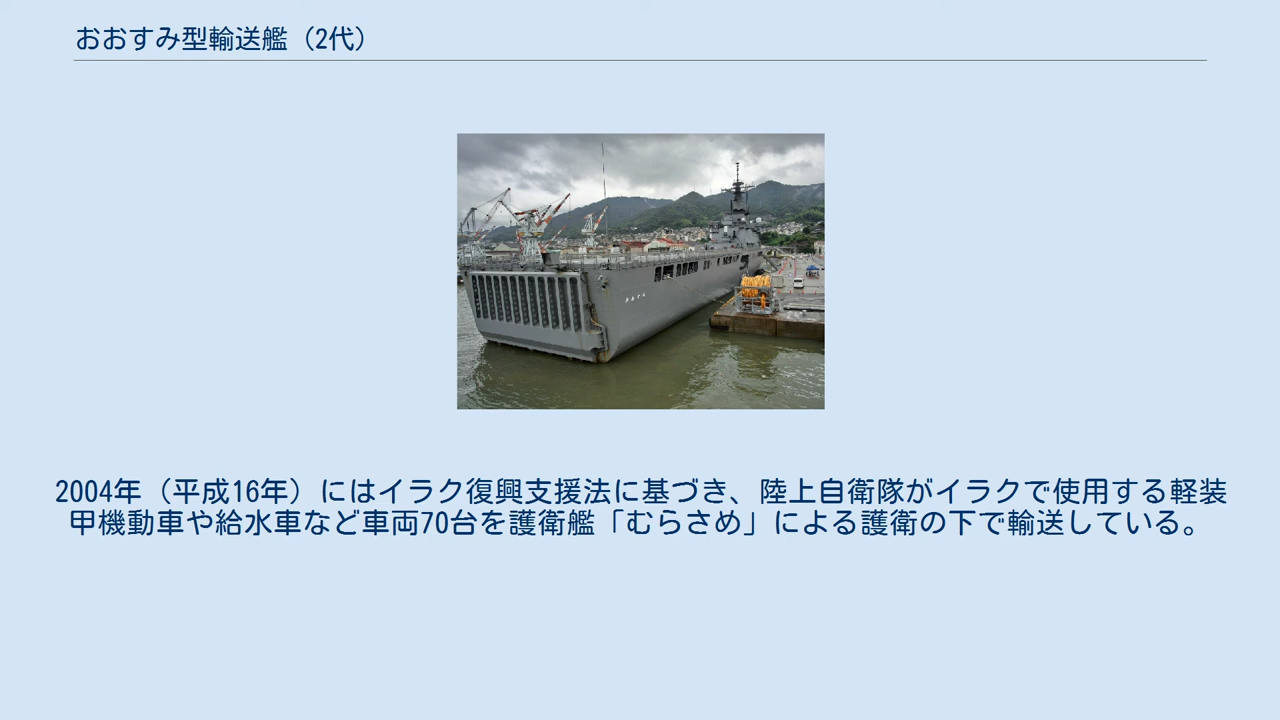 おおすみ型輸送艦（2代）
2004年（平成16年）にはイラク復興支援法に基づき、陸上自衛隊がイラクで使用する軽装
甲機動車や給水車など車両70台を護衛艦「むらさめ」による護衛の下で輸送している。